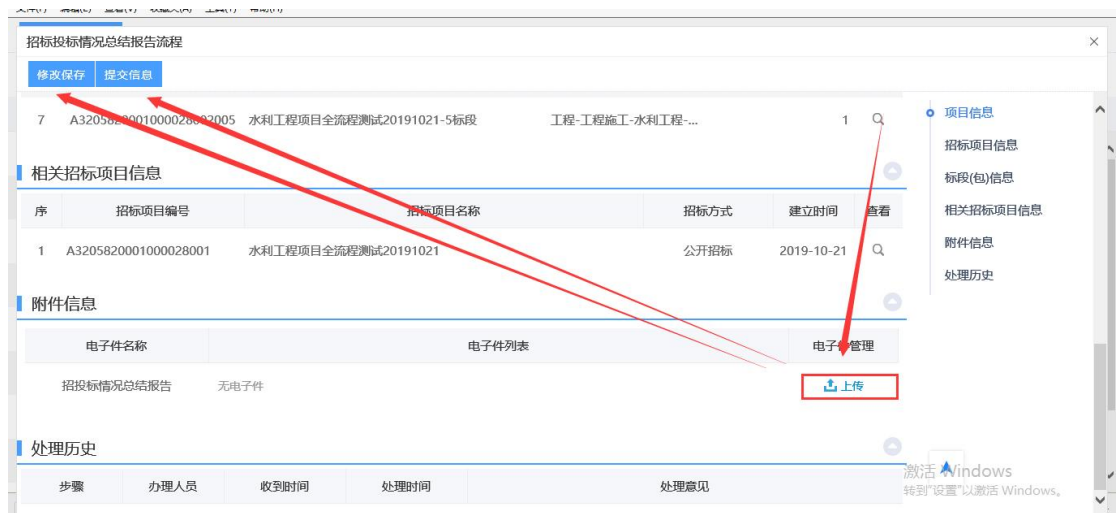 招标投标情况总结报告流程
修改保存 提交信息
7 水利工程项目全流程测试20191021-5标段 工程-工程施工-水利工程-... 1
相关招标项目信息
序 招标项目编号 招标项目名称 招标方式 建立时间 查看
1 A3205820001000028001 水利工程项目全流程测试20191021 公开招标 2019-10-21
附件信息
电子件名称 电子件列表 电子件管理
招投标情况总结报告 无电子件 上传
处理历史
步骤 办理人员 收到时间 处理时间 处理意见
项目信息
招标项目信息
标段(包)信息
相关招标项目信息
附件信息
处理历史
激活 Windows
转到"设置"以激活 Windows。